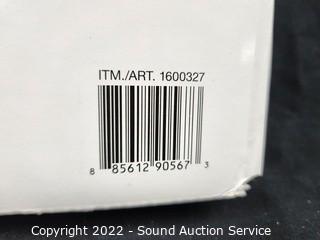 ITM./ART. 1600327
8 85612 90567 3
Copyright 2022 - Sound Auction Service